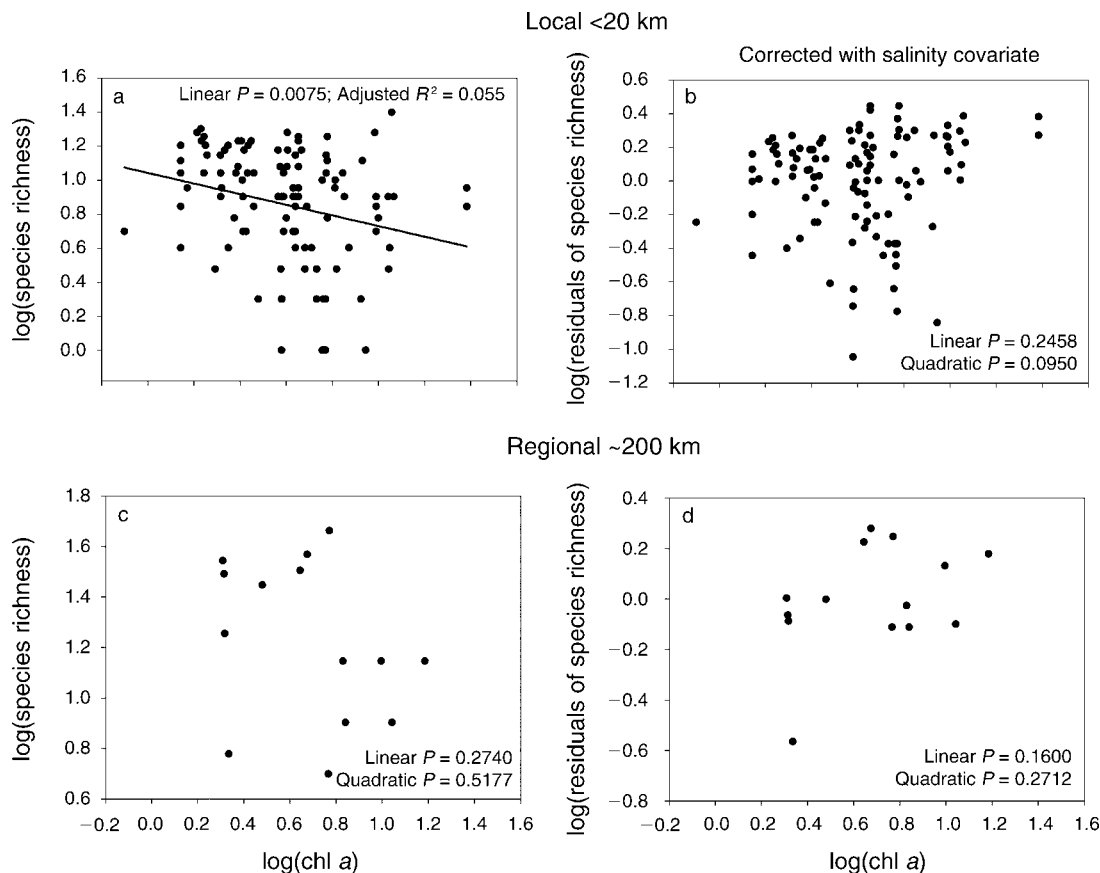 Local <20 km
Corrected with salinity covariate
a
Linear P = 0.0075; Adjusted R² = 0.055
log(species richness)
1.6
1.4
1.2
1.0
0.8
0.6
0.4
0.2
0.0
b
log(residuals of species richness)
0.6
0.4
0.2
0.0
−0.2
−0.4
−0.6
−0.8
−1.0
−1.2
Linear P = 0.2458
Quadratic P = 0.0950
Regional ~200 km
c
log(species richness)
1.8
1.6
1.4
1.2
1.0
0.8
0.6
Linear P = 0.2740
Quadratic P = 0.5177
−0.2 0.0 0.2 0.4 0.6 0.8 1.0 1.2 1.4 1.6
log(chl a)
d
log(residuals of species richness)
0.4
0.2
0.0
−0.2
−0.4
−0.6
−0.8
Linear P = 0.1600
Quadratic P = 0.2712
−0.2 0.0 0.2 0.4 0.6 0.8 1.0 1.2 1.4 1.6
log(chl a)